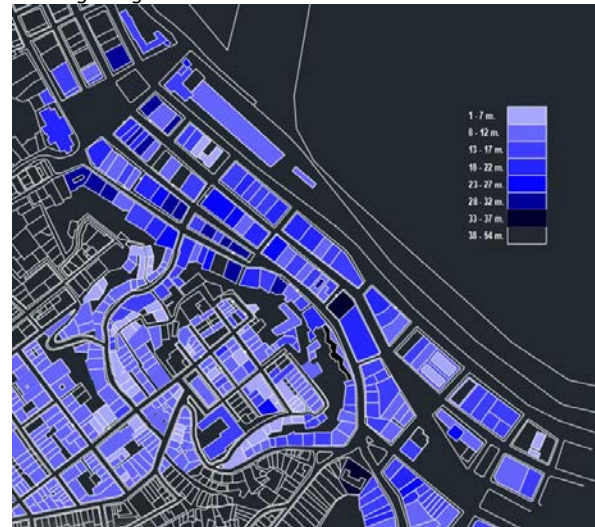 1 - 7 m.
8 - 12 m.
13 - 17 m.
18 - 22 m.
23 - 27 m.
28 - 32 m.
33 - 37 m.
38 - 54 m.